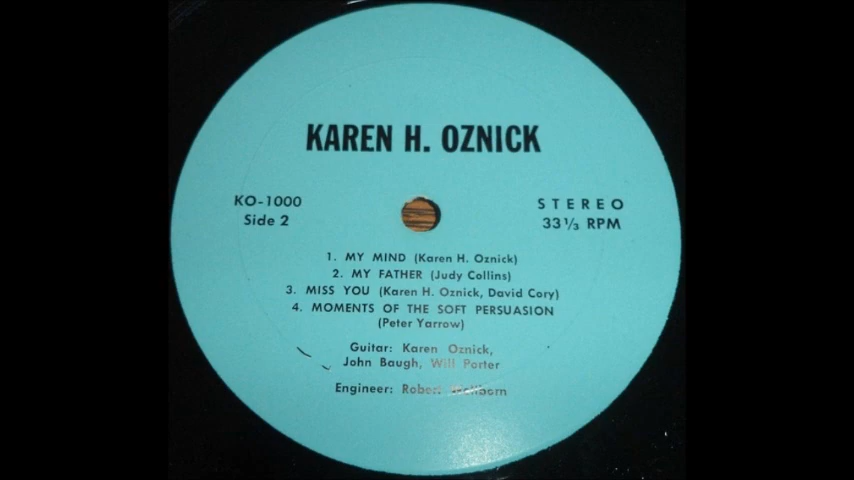 KAREN H. OZNICK
KO-1000
Side 2
STEREO
33 1/3 RPM
1. MY MIND (Karen H. Oznick)
2. MY FATHER (Judy Collins)
3. MISS YOU (Karen H. Oznick, David Cory)
4. MOMENTS OF THE SOFT PERSUASION
(Peter Yarrow)
Guitar: Karen Oznick,
John Baugh, Will Porter
Engineer: Robert